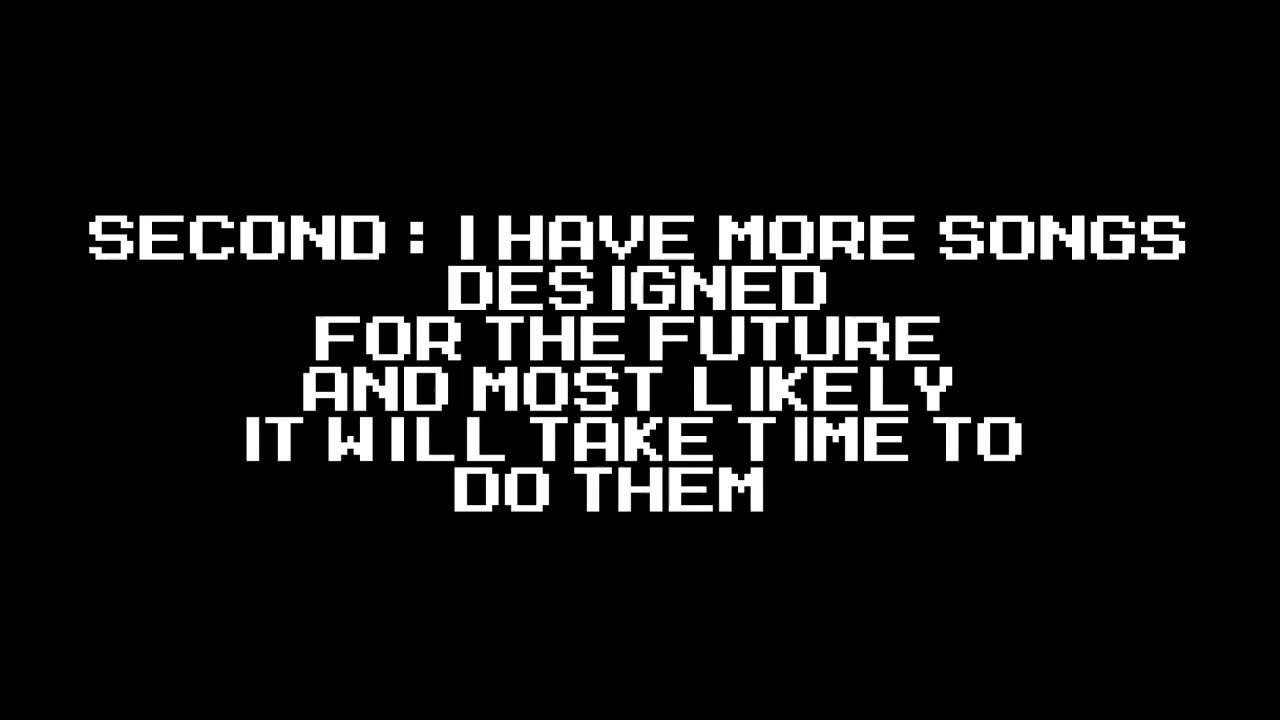 SECOND : I HAVE MORE SONGS
DESIGNED
FOR THE FUTURE
AND MOST LIKELY
IT WILL TAKE TIME TO
DO THEM